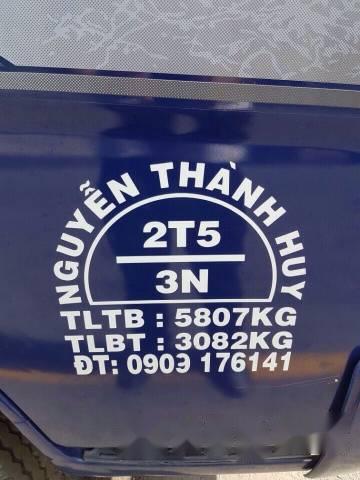 NGUYỄN THÀNH HUY
2T5
3N
TLTB : 5807KG
TLBT : 3082KG
ĐT: 0909 176141